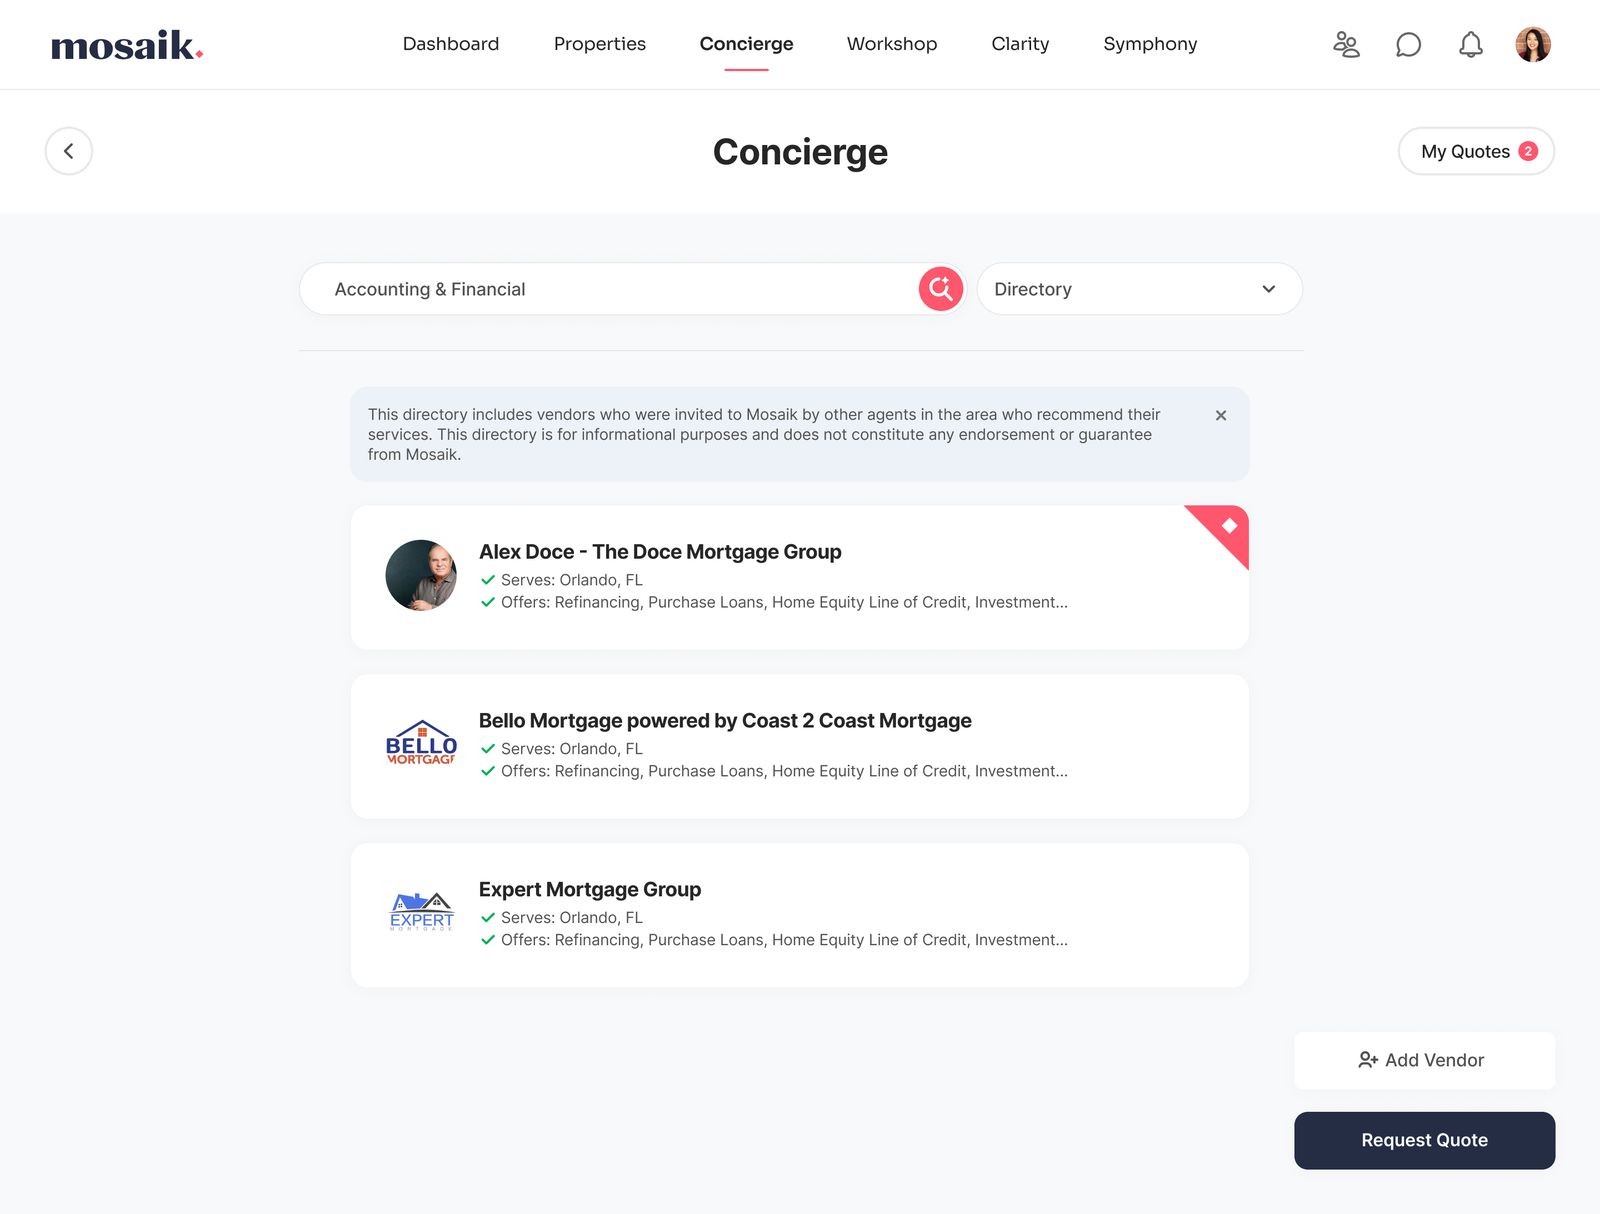 mosaik.
Dashboard
Properties
Concierge
Workshop
Clarity
Symphony
Concierge
My Quotes 2
Accounting & Financial
Directory
This directory includes vendors who were invited to Mosaik by other agents in the area who recommend their
services. This directory is for informational purposes and does not constitute any endorsement or guarantee
from Mosaik.
Alex Doce - The Doce Mortgage Group
Serves: Orlando, FL
Offers: Refinancing, Purchase Loans, Home Equity Line of Credit, Investment...
BELLO
MORTGAGE
Bello Mortgage powered by Coast 2 Coast Mortgage
Serves: Orlando, FL
Offers: Refinancing, Purchase Loans, Home Equity Line of Credit, Investment...
EXPERT
MORTGAGE
Expert Mortgage Group
Serves: Orlando, FL
Offers: Refinancing, Purchase Loans, Home Equity Line of Credit, Investment...
Add Vendor
Request Quote